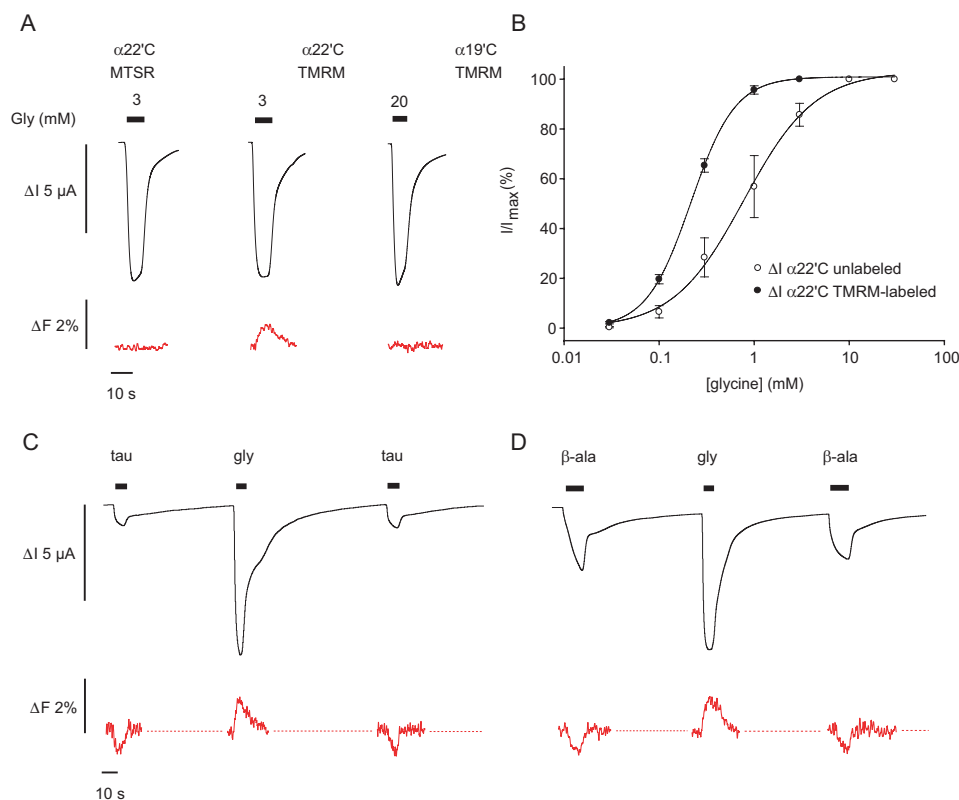 A
α22'C α22'C α19'C
MTSR TMRM TMRM
3 3 20
Gly (mM)
ΔI 5 µA
ΔF 2%
10 s
B
100
80
60
40
20
0
I/Imax(%)
ΔI α22'C unlabeled
ΔI α22'C TMRM-labeled
0.01 0.1 1 10 100
[glycine] (mM)
C
tau gly tau
ΔI 5 µA
ΔF 2%
10 s
D
β-ala gly β-ala